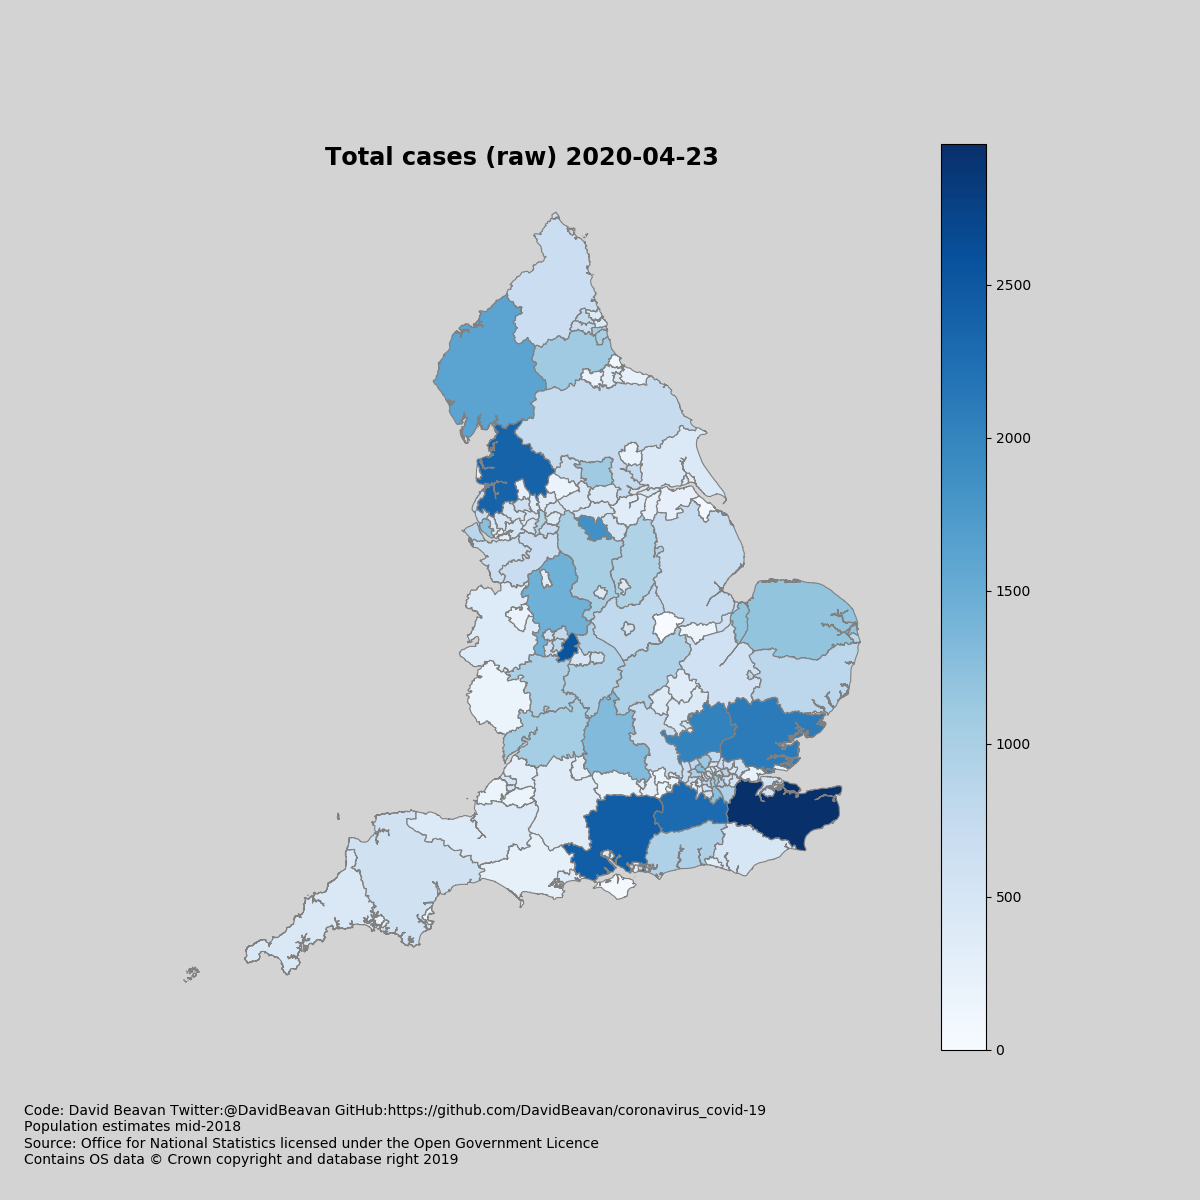 Total cases (raw) 2020-04-23
2500
2000
1500
1000
500
0
Code: David Beavan Twitter:@DavidBeavan GitHub:https://github.com/DavidBeavan/coronavirus_covid-19
Population estimates mid-2018
Source: Office for National Statistics licensed under the Open Government Licence
Contains OS data © Crown copyright and database right 2019